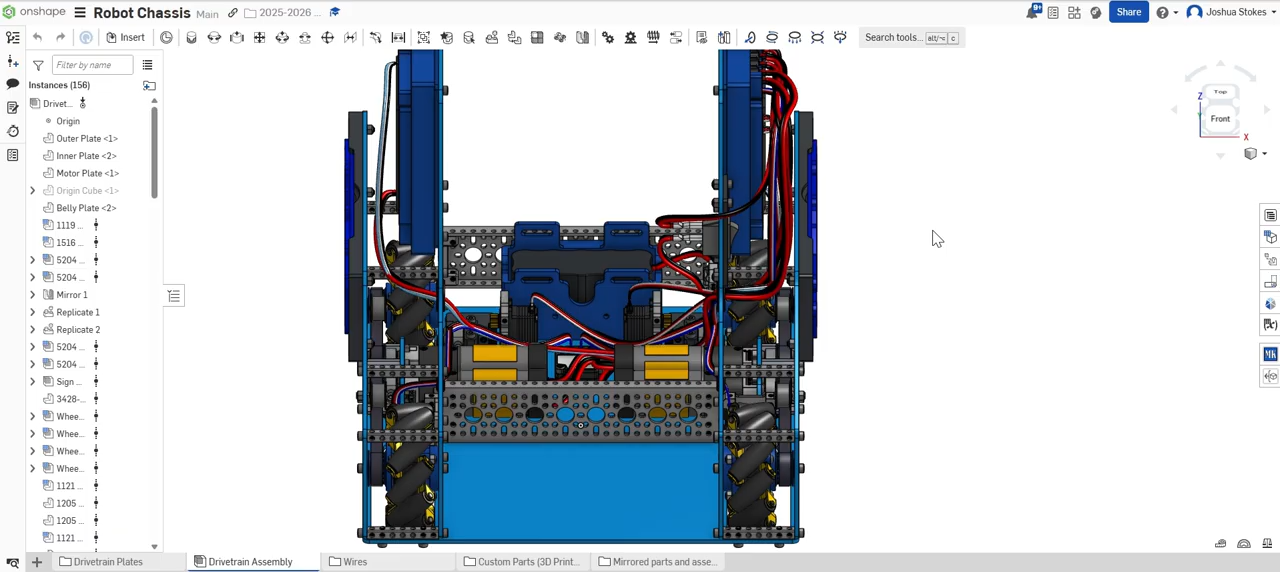 onshape Robot Chassis Main 2025-2026 ... 9+ Share Joshua Stokes
Insert Search tools... alt/⌥ c
Filter by name
Instances (156)
Drivet...
Origin
Outer Plate <1>
Inner Plate <2>
Motor Plate <1>
Origin Cube <1>
Belly Plate <2>
1119 ...
1516 ...
5204 ...
5204 ...
Mirror 1
Replicate 1
Replicate 2
5204 ...
5204 ...
Sign ...
3428-...
Whee...
Whee...
Whee...
Whee...
1121 ...
1205 ...
1205 ...
1121 ...
Top
Z
Front
X
Drivetrain Plates Drivetrain Assembly Wires Custom Parts (3D Print... Mirrored parts and asse...